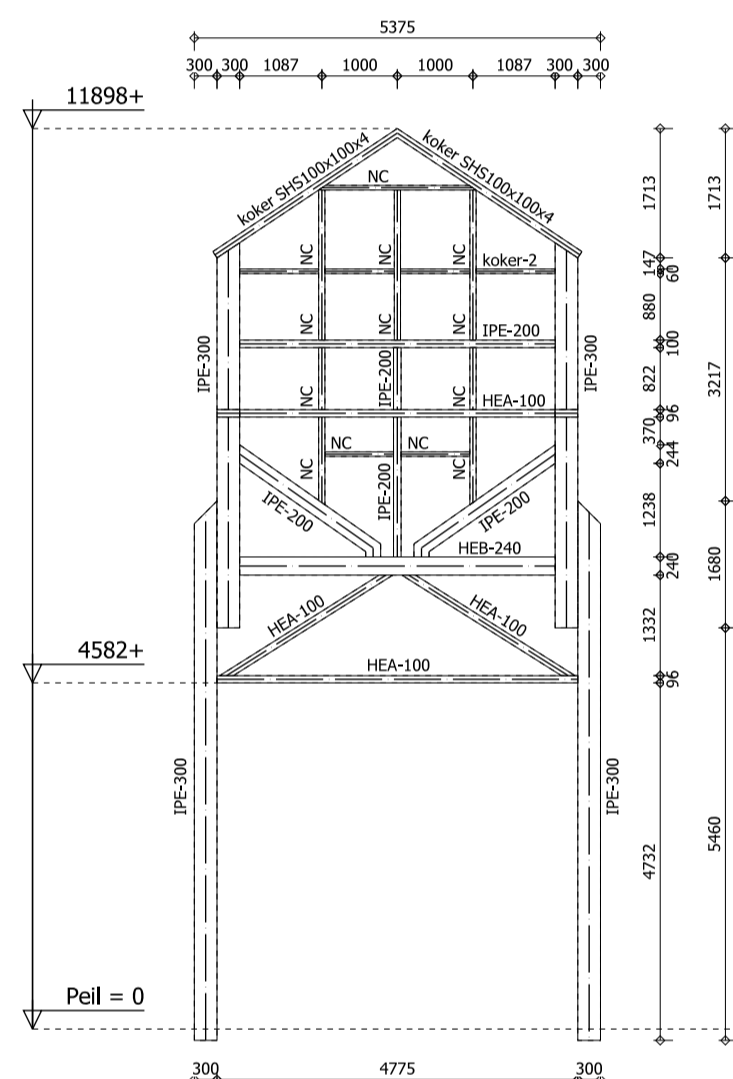 5375
300 300 1087 1000 1000 1087 300 300
11898+
koker SHS100x100x4
koker SHS100x100x4
NC
1713
1713
NC
NC
NC
koker-2
147
60
880
IPE-300
NC
NC
NC
IPE-200
IPE-300
100
3217
IPE-200
822
NC
NC
HEA-100
96
370
NC
NC
244
NC
IPE-200
NC
IPE-200
IPE-200
1238
HEB-240
240
1680
HEA-100
HEA-100
1332
4582+
HEA-100
96
IPE-300
IPE-300
4732
5460
Peil = 0
300 4775 300